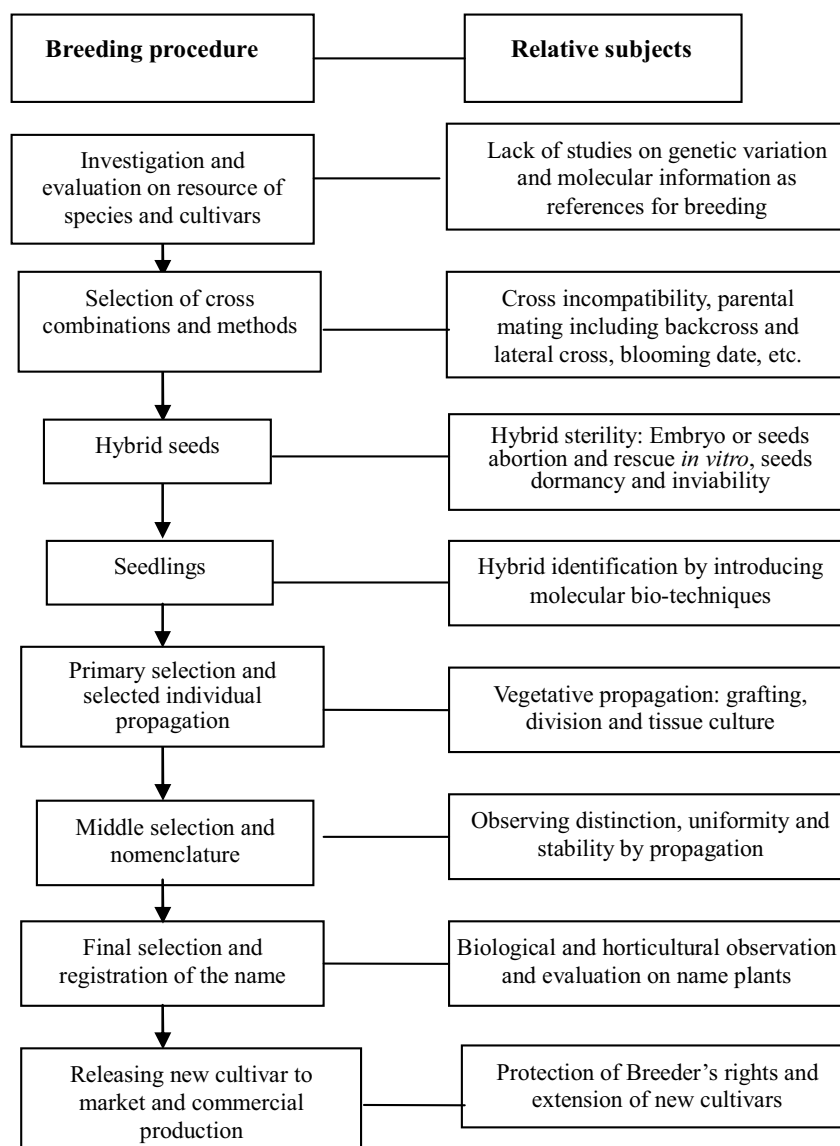 Breeding procedure
Relative subjects
Investigation and
evaluation on resource of
species and cultivars
Lack of studies on genetic variation
and molecular information as
references for breeding
Selection of cross
combinations and methods
Cross incompatibility, parental
mating including backcross and
lateral cross, blooming date, etc.
Hybrid seeds
Hybrid sterility: Embryo or seeds
abortion and rescue in vitro, seeds
dormancy and inviability
Seedlings
Hybrid identification by introducing
molecular bio-techniques
Primary selection and
selected individual
propagation
Vegetative propagation: grafting,
division and tissue culture
Middle selection and
nomenclature
Observing distinction, uniformity and
stability by propagation
Final selection and
registration of the name
Biological and horticultural observation
and evaluation on name plants
Releasing new cultivar to
market and commercial
production
Protection of Breeder’s rights and
extension of new cultivars